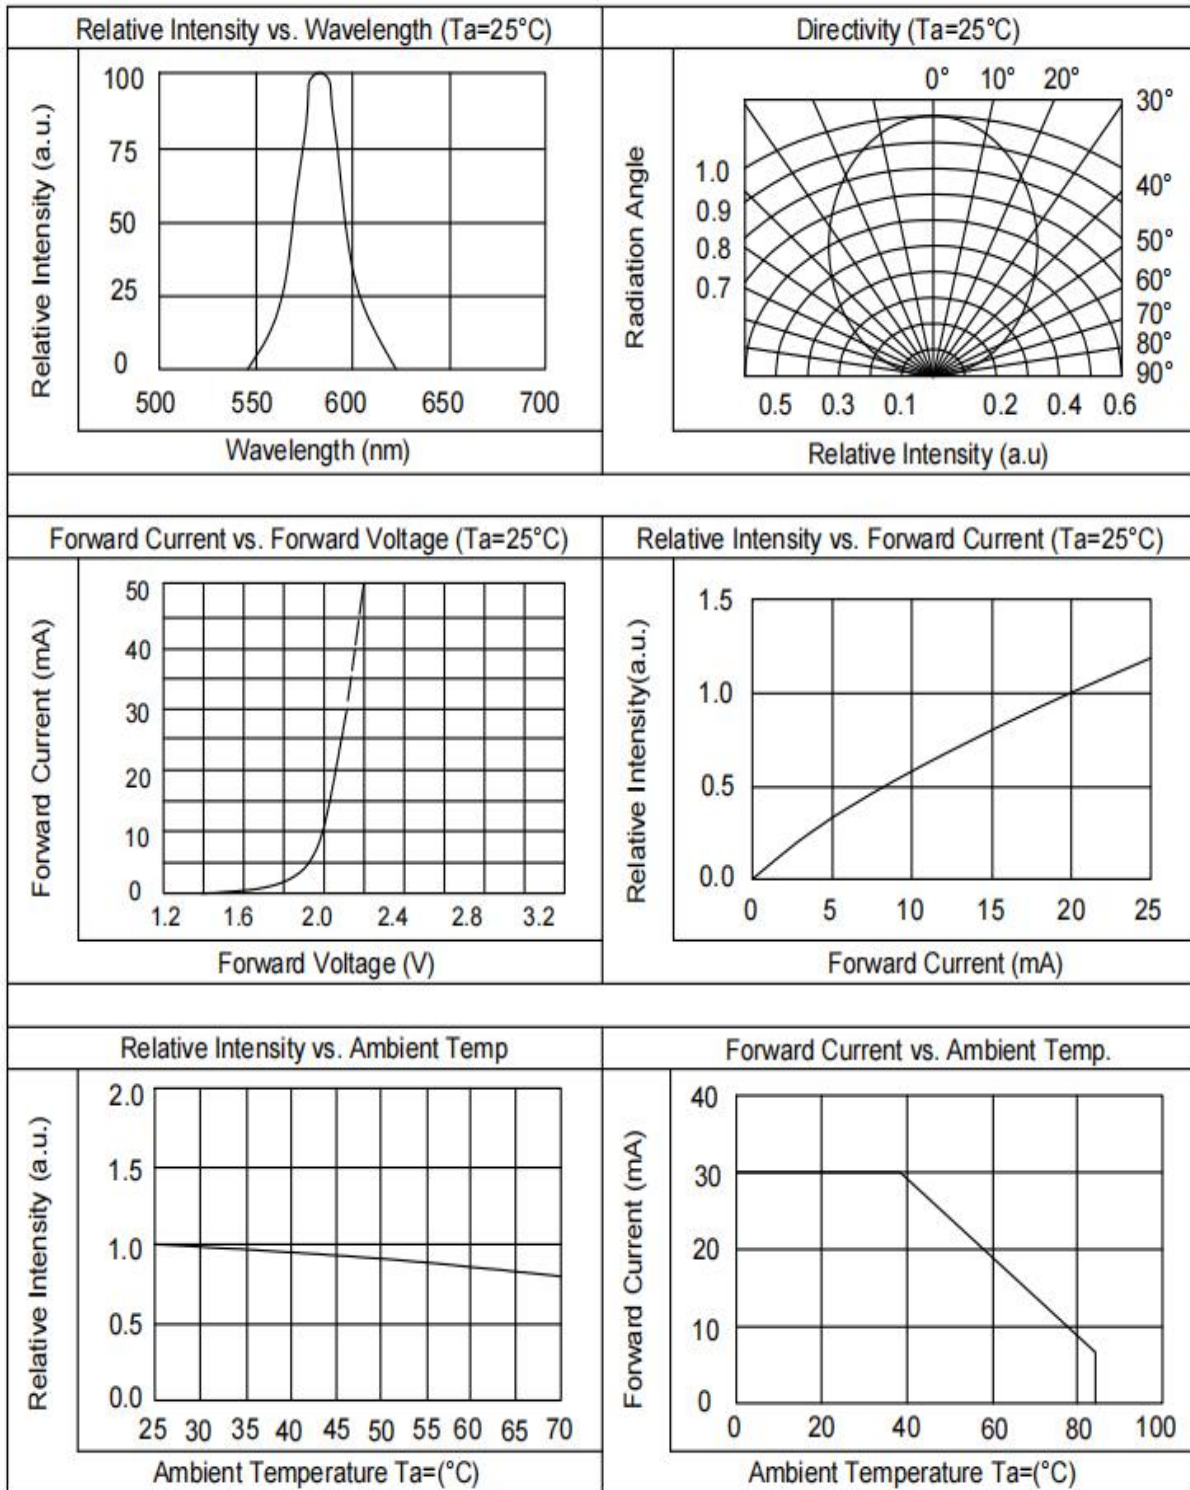 Relative Intensity vs. Wavelength (Ta=25°C)
Relative Intensity (a.u.)
100
75
50
25
0
500 550 600 650 700
Wavelength (nm)
Directivity (Ta=25°C)
Radiation Angle
0° 10° 20°
30°
40°
50°
60°
70°
80°
90°
1.0
0.9
0.8
0.7
0.5 0.3 0.1 0.2 0.4 0.6
Relative Intensity (a.u)
Forward Current vs. Forward Voltage (Ta=25°C)
Forward Current (mA)
50
40
30
20
10
0
1.2 1.6 2.0 2.4 2.8 3.2
Forward Voltage (V)
Relative Intensity vs. Forward Current (Ta=25°C)
Relative Intensity(a.u.)
1.5
1.0
0.5
0.0
0 5 10 15 20 25
Forward Current (mA)
Relative Intensity vs. Ambient Temp
Relative Intensity (a.u.)
2.0
1.5
1.0
0.5
0.0
25 30 35 40 45 50 55 60 65 70
Ambient Temperature Ta=(°C)
Forward Current vs. Ambient Temp.
Forward Current (mA)
40
30
20
10
0
0 20 40 60 80 100
Ambient Temperature Ta=(°C)